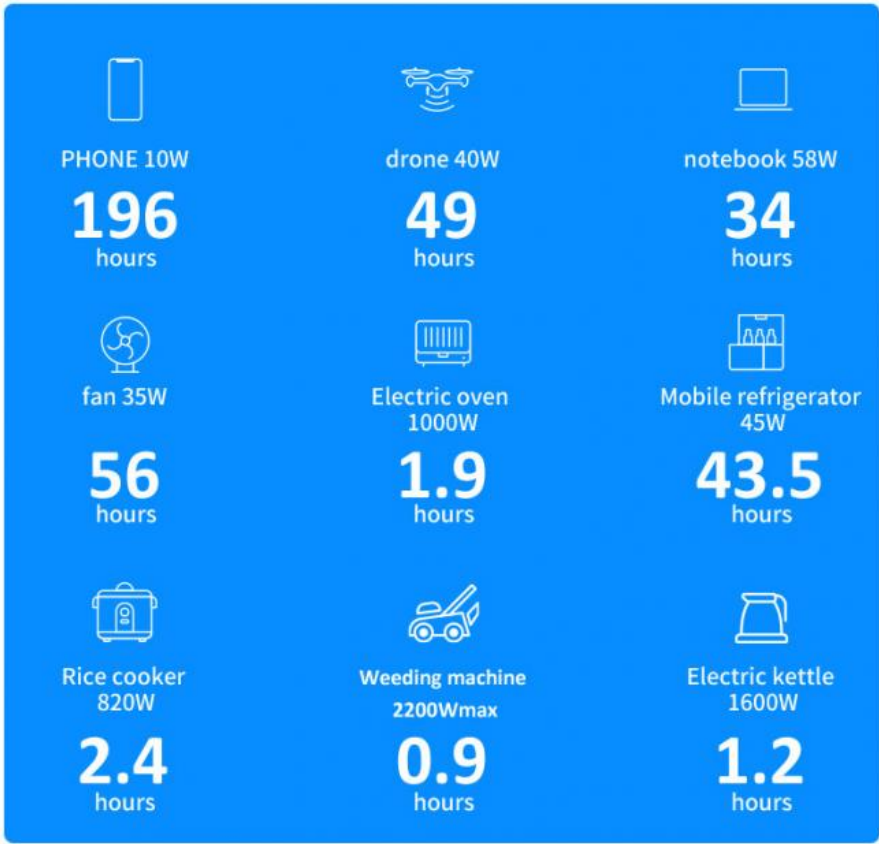 PHONE 10W
196
hours
drone 40W
49
hours
notebook 58W
34
hours
fan 35W
56
hours
Electric oven
1000W
1.9
hours
Mobile refrigerator
45W
43.5
hours
Rice cooker
820W
2.4
hours
Weeding machine
2200Wmax
0.9
hours
Electric kettle
1600W
1.2
hours